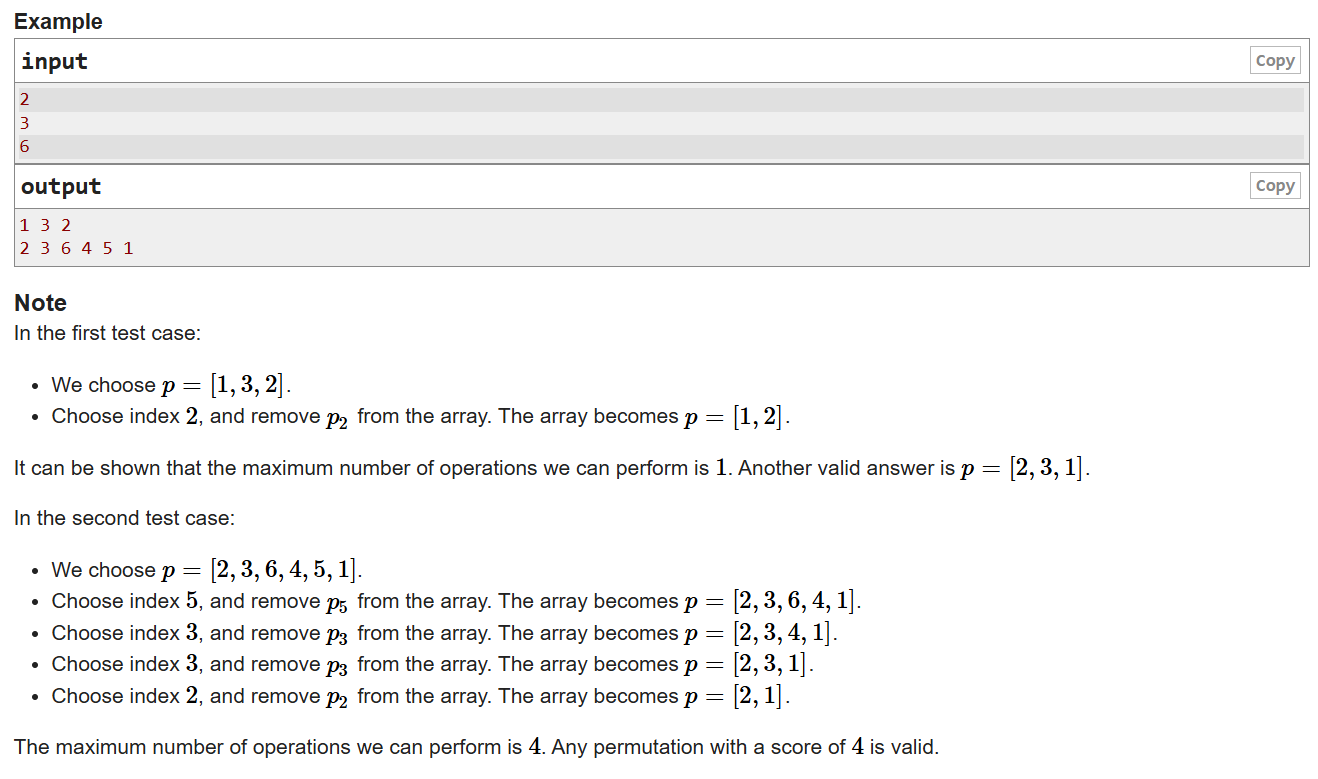 Example
input
Copy
2
3
6
output
Copy
1 3 2
2 3 6 4 5 1
Note
In the first test case:
• We choose p = [1, 3, 2].
• Choose index 2, and remove p₂ from the array. The array becomes p = [1, 2].
It can be shown that the maximum number of operations we can perform is 1. Another valid answer is p = [2, 3, 1].
In the second test case:
• We choose p = [2, 3, 6, 4, 5, 1].
• Choose index 5, and remove p₅ from the array. The array becomes p = [2, 3, 6, 4, 1].
• Choose index 3, and remove p₃ from the array. The array becomes p = [2, 3, 4, 1].
• Choose index 3, and remove p₃ from the array. The array becomes p = [2, 3, 1].
• Choose index 2, and remove p₂ from the array. The array becomes p = [2, 1].
The maximum number of operations we can perform is 4. Any permutation with a score of 4 is valid.